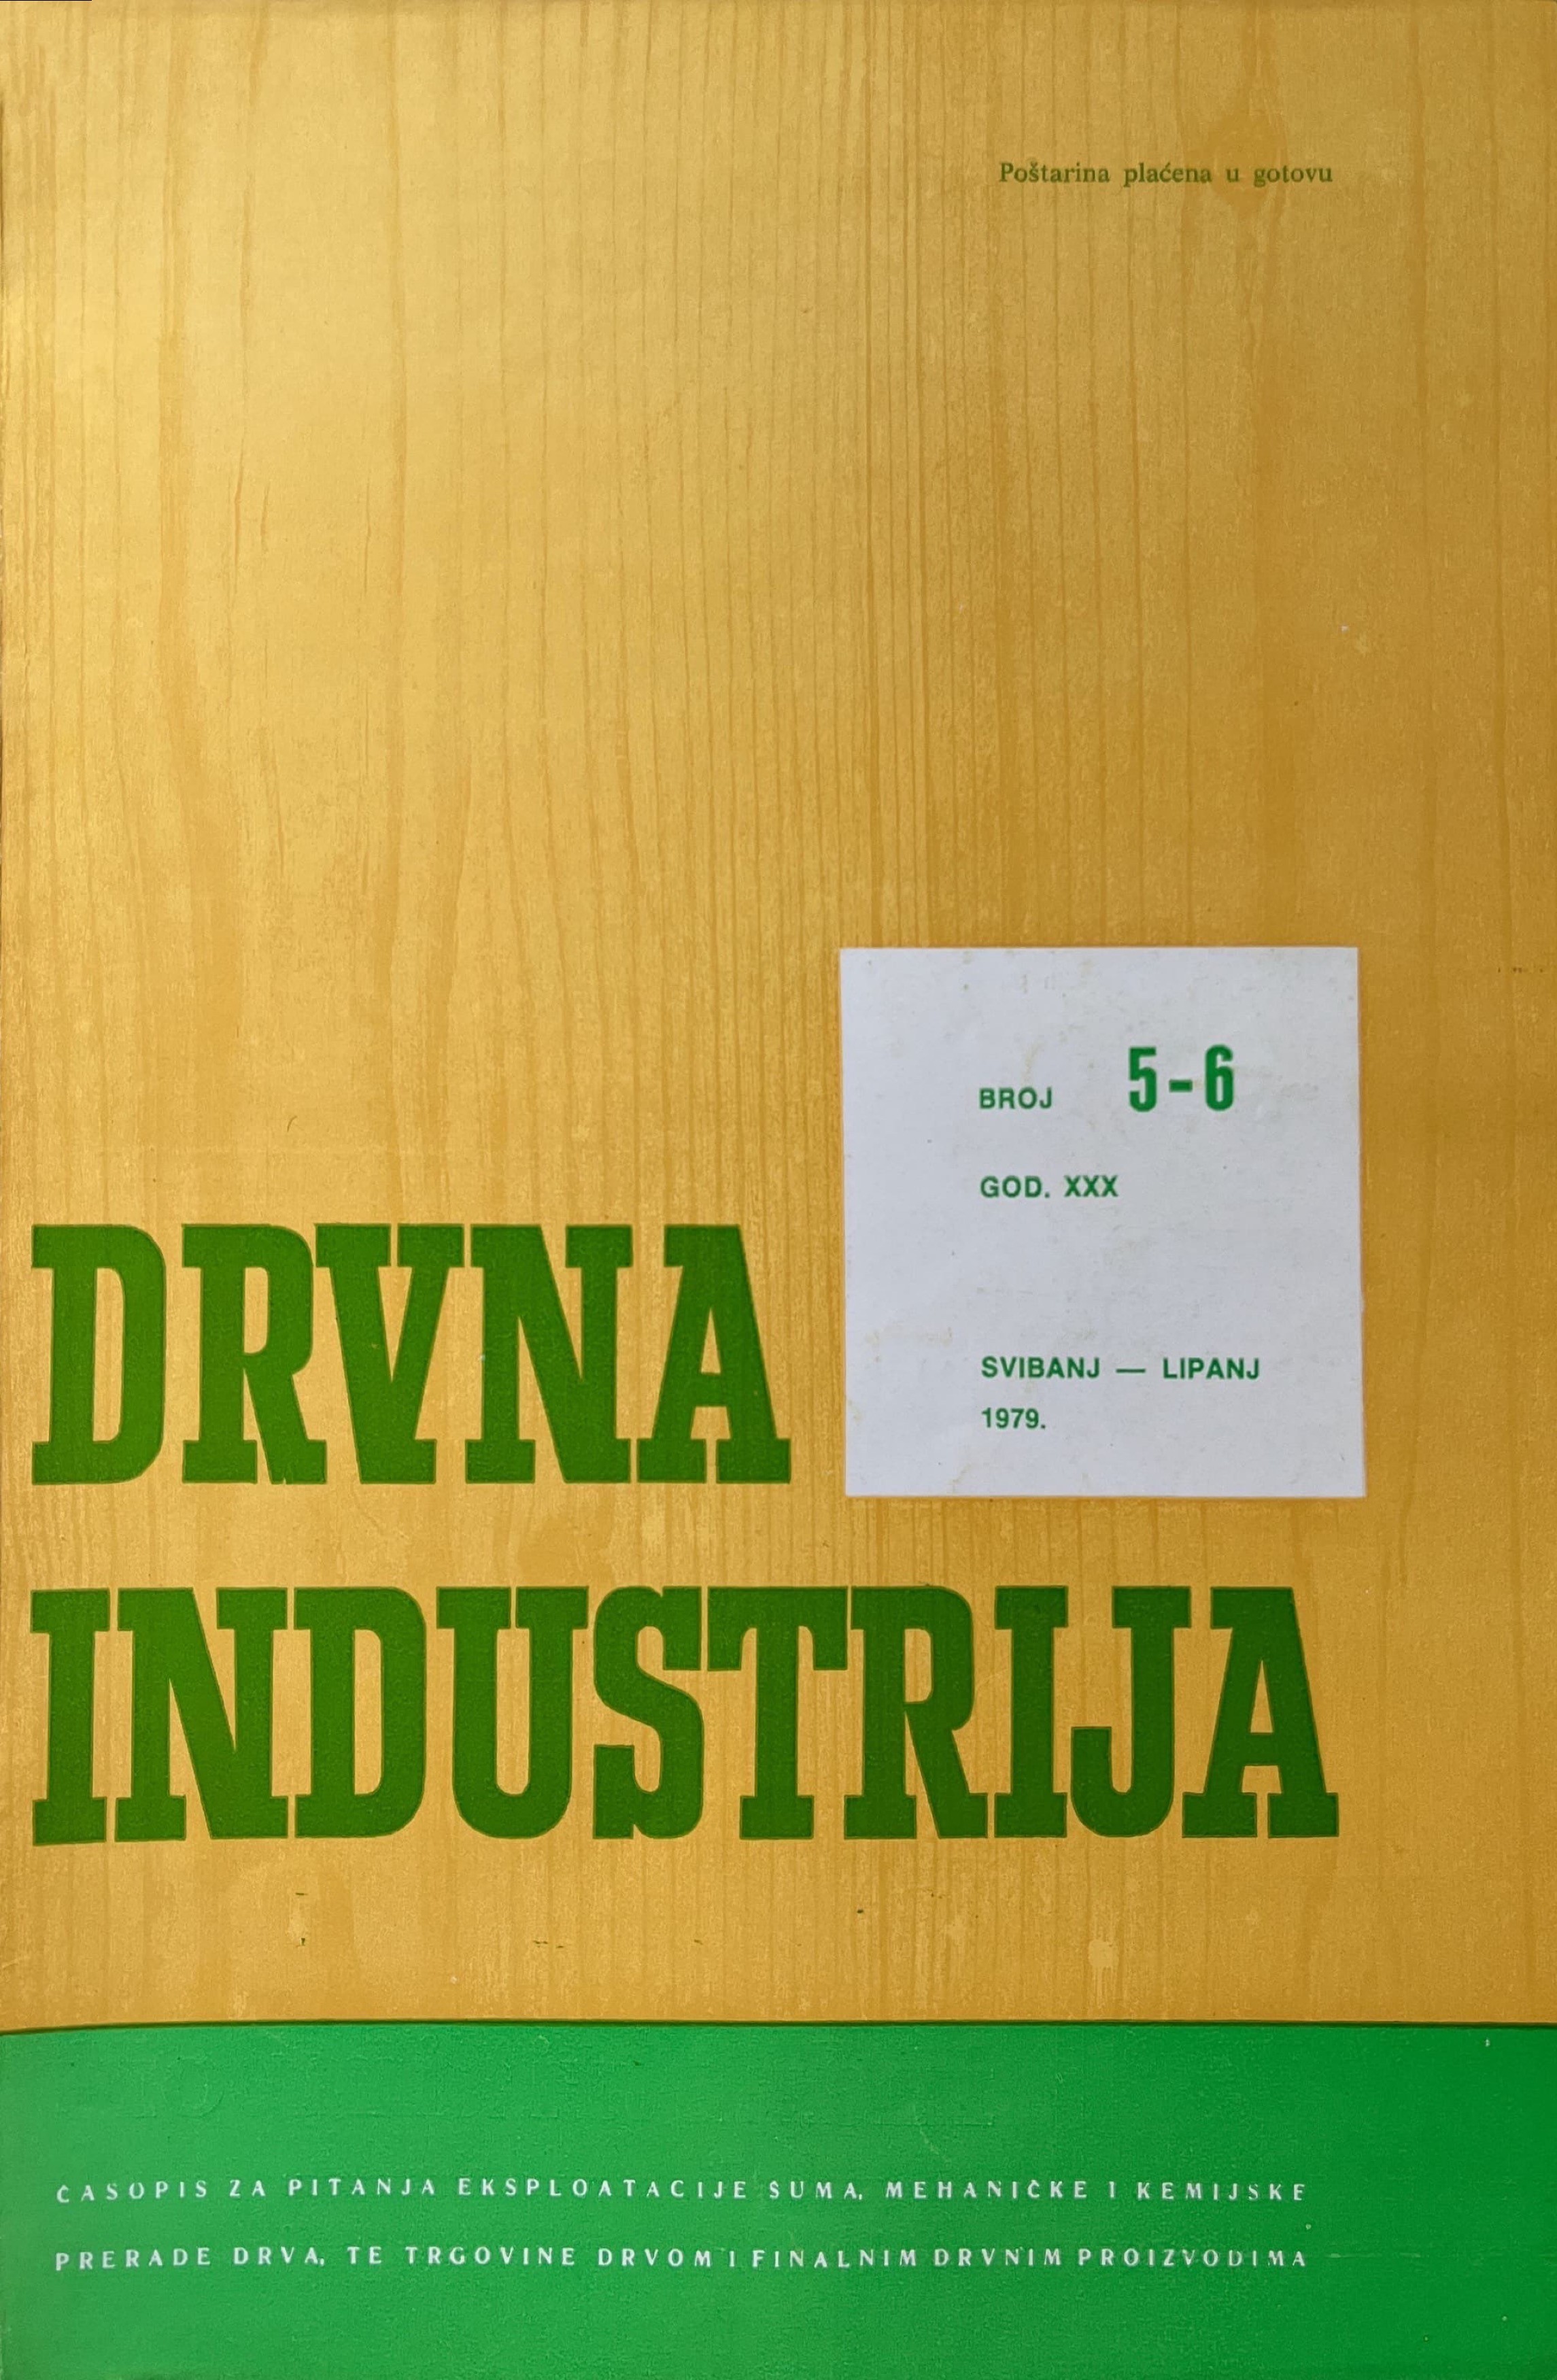 Poštarina plaćena u gotovu
BROJ 5-6
GOD. XXX
SVIBANJ — LIPANJ
1979.
DRVNA
INDUSTRIJA
ČASOPIS ZA PITANJA EKSPLOATACIJE ŠUMA, MEHANIČKE I KEMIJSKE
PRERADE DRVA, TE TRGOVINE DRVOM I FINALNIM DRVNIM PROIZVODIMA